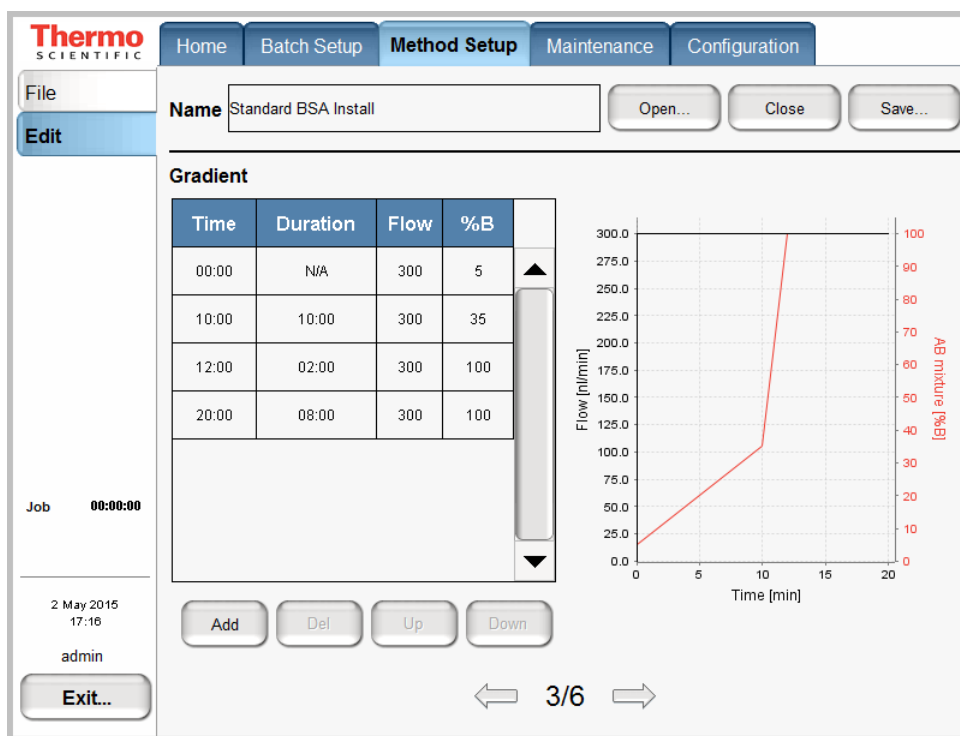 Thermo
SCIENTIFIC
Home Batch Setup Method Setup Maintenance Configuration
File
Edit
Name Standard BSA Install Open... Close Save...
Gradient
Time Duration Flow %B
00:00 N/A 300 5
10:00 10:00 300 35
12:00 02:00 300 100
20:00 08:00 300 100
300.0
275.0
250.0
225.0
200.0
175.0
150.0
125.0
100.0
75.0
50.0
25.0
0.0
Flow [nl/min]
100
90
80
70
60
50
40
30
20
10
0
AB mixture [%B]
0 5 10 15 20
Time [min]
Job 00:00:00
2 May 2015
17:16
admin
Exit...
Add Del Up Down
3/6